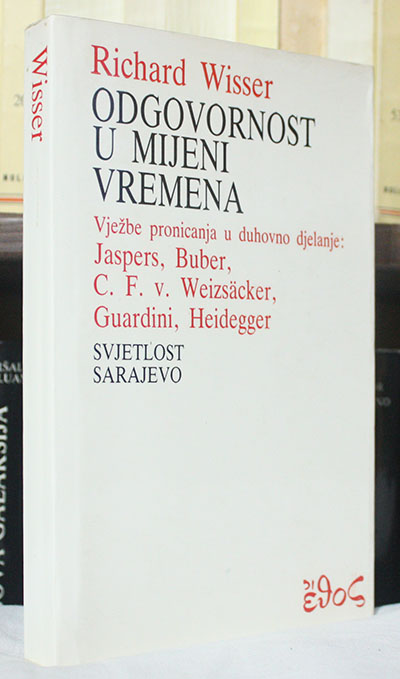 Wisser
Richard Wisser
ODGOVORNOST
U MIJENI
VREMENA
Vježbe pronicanja u duhovno djelanje:
Jaspers, Buber,
C. F. v. Weizsäcker,
Guardini, Heidegger
SVJETLOST
SARAJEVO
ἔθος